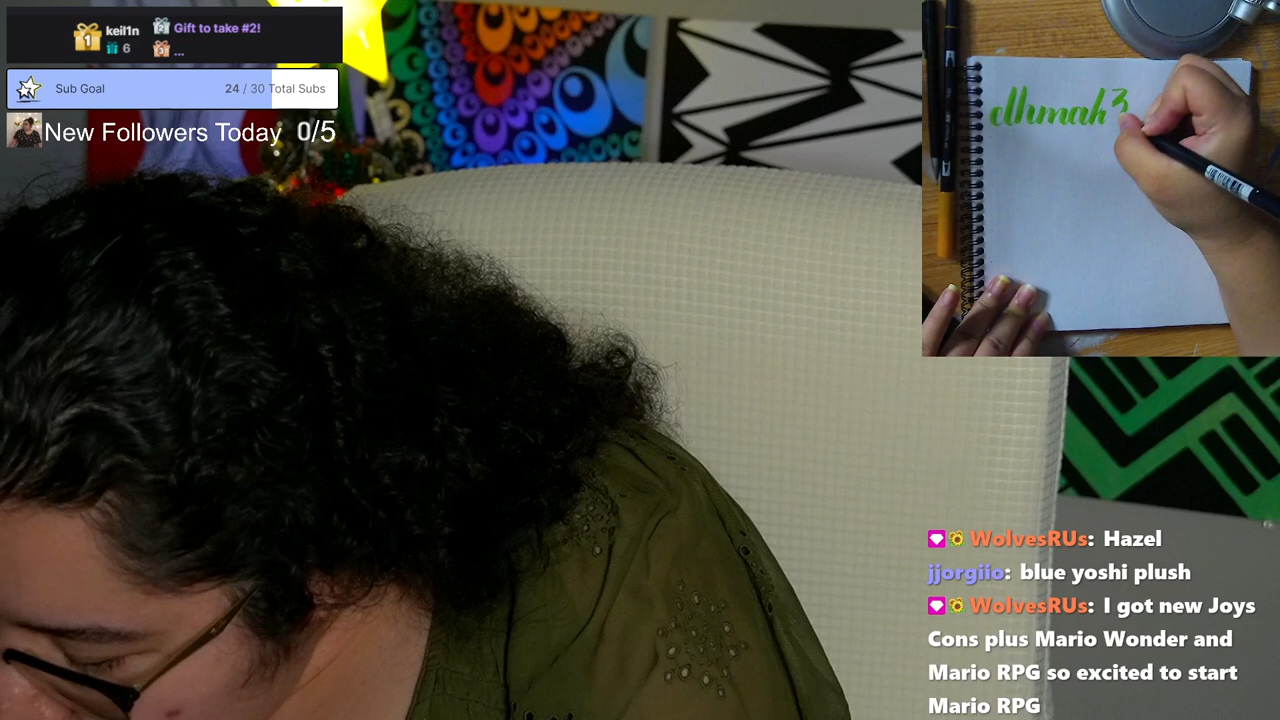 keil1n
6
Gift to take #2!
...
Sub Goal
24 / 30 Total Subs
New Followers Today 0/5
dhmah3
WolvesRUs: Hazel
jjorgiio: blue yoshi plush
WolvesRUs: I got new Joys
Cons plus Mario Wonder and
Mario RPG so excited to start
Mario RPG